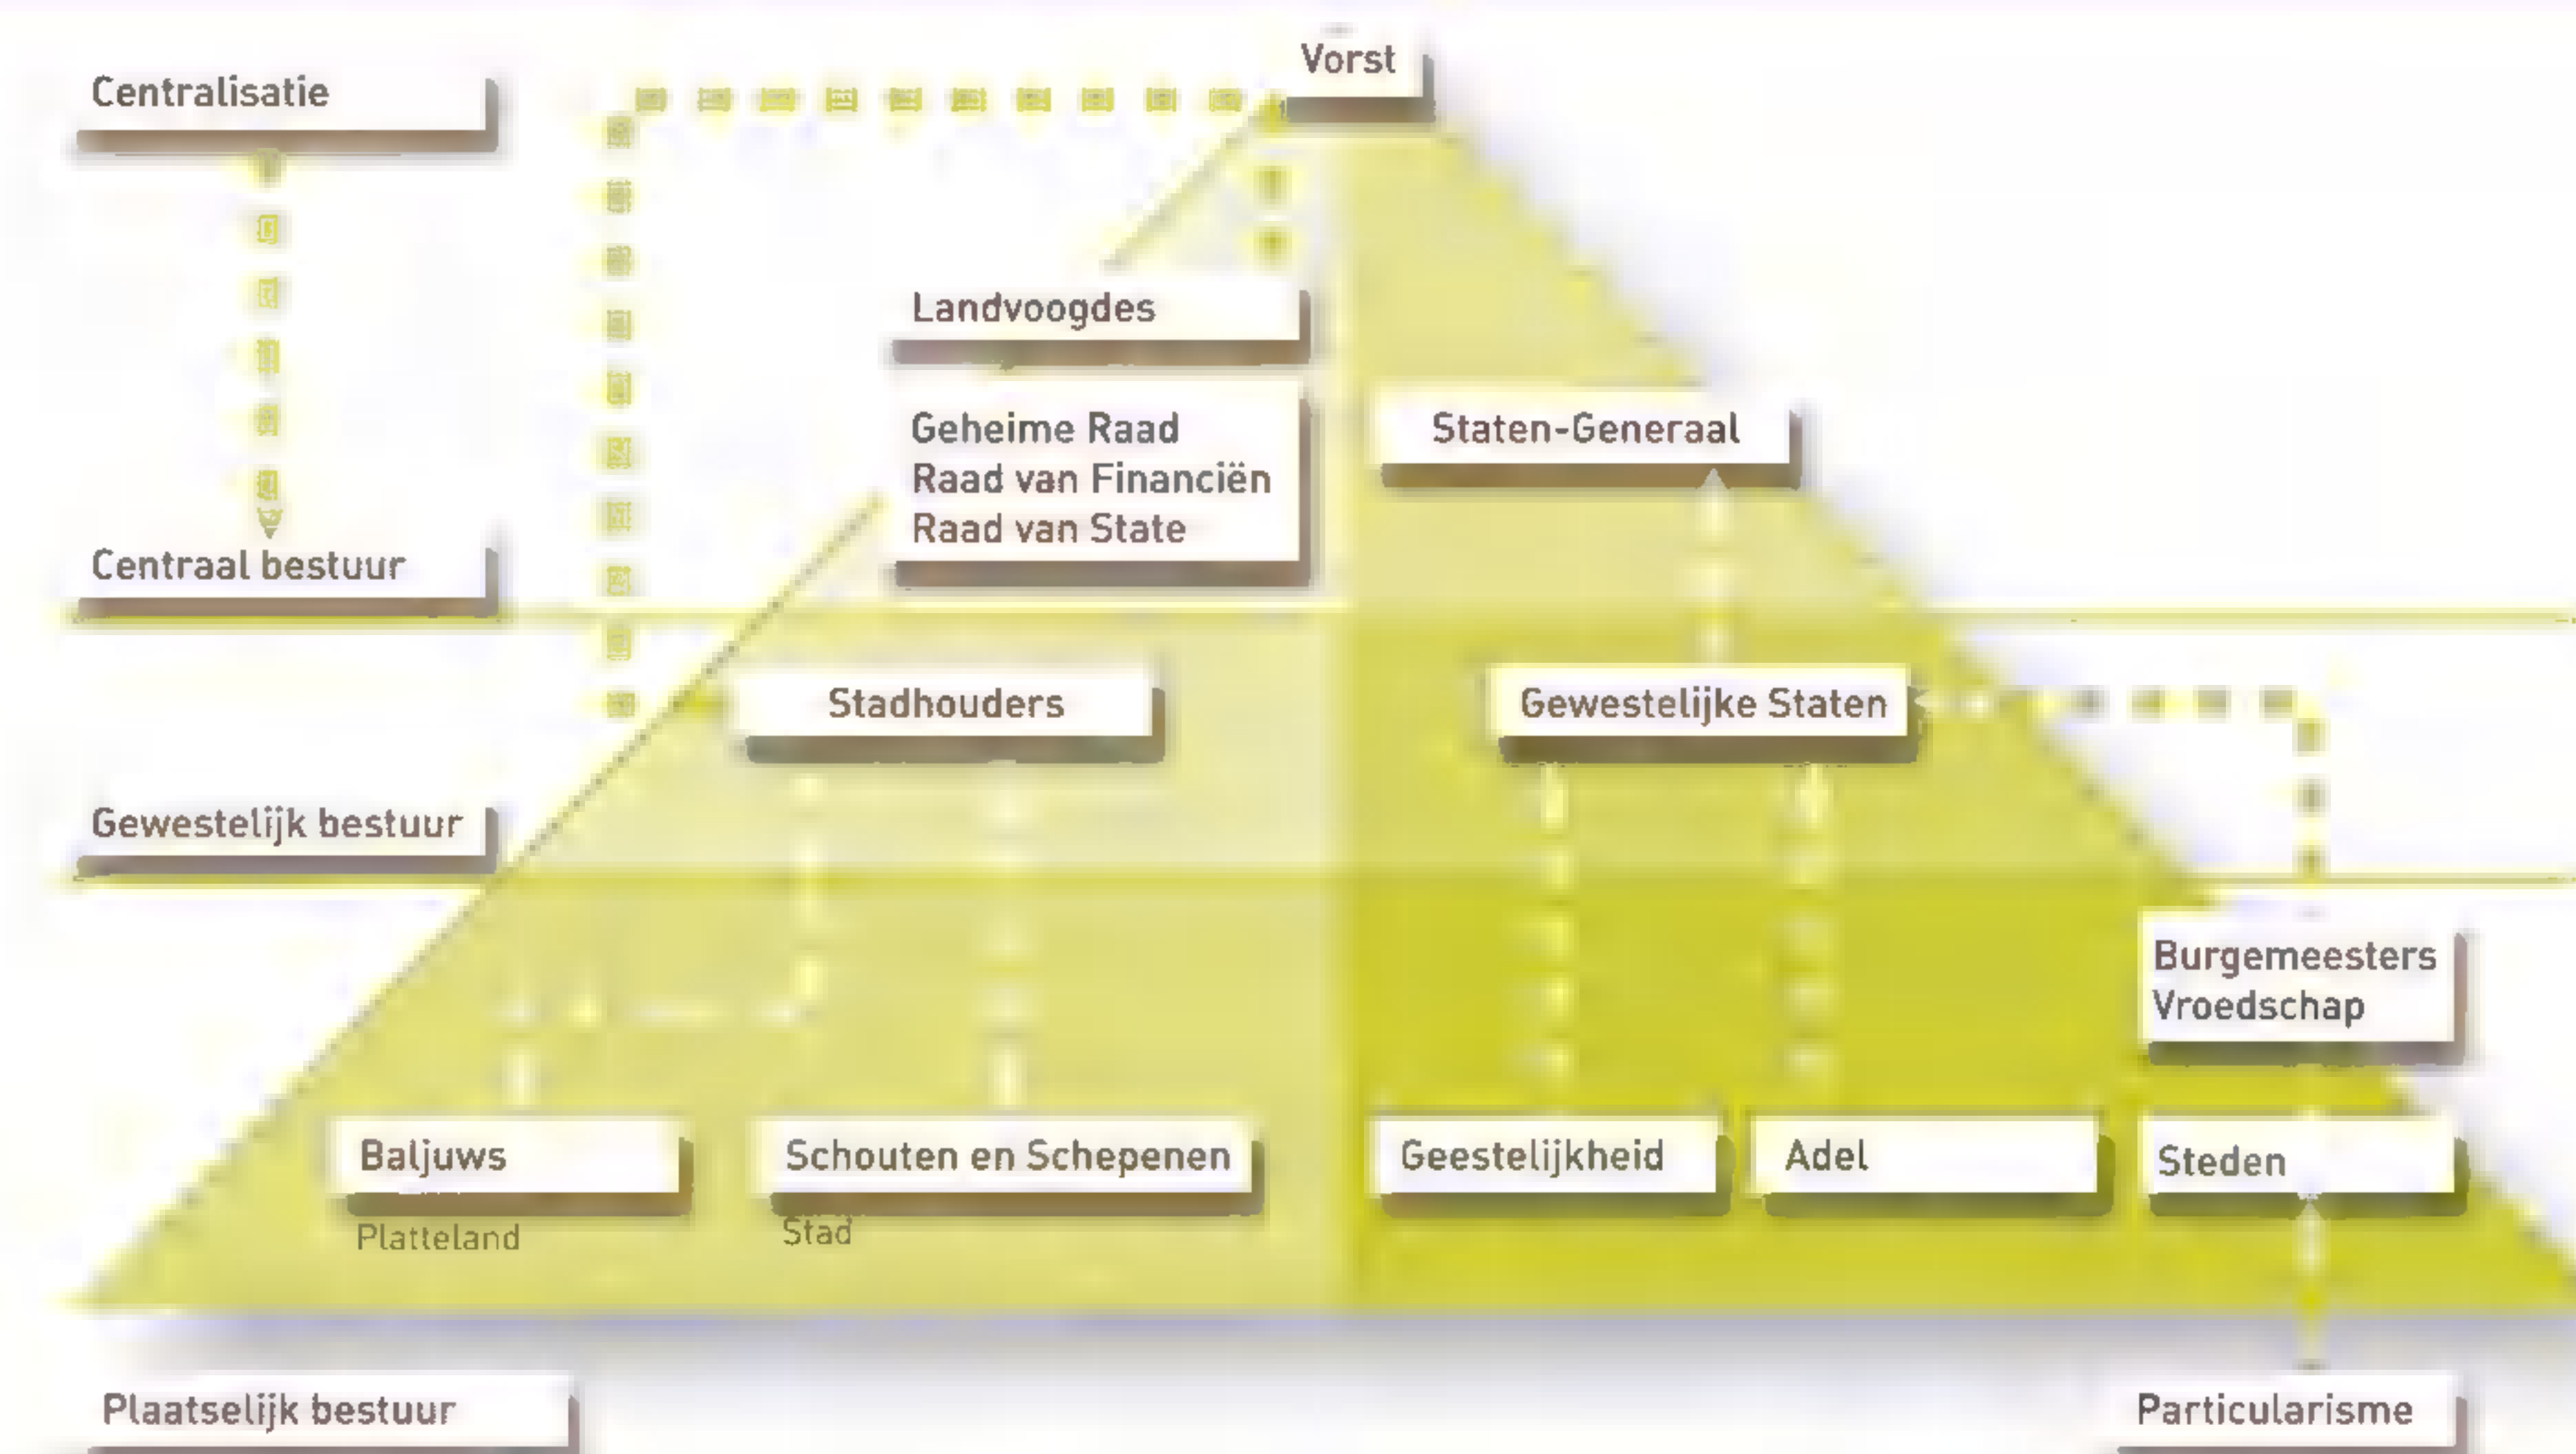 Vorst
Centralisatie
Landvoogdes
Geheime Raad
Raad van Financiën
Raad van State
Staten-Generaal
Centraal bestuur
Stadhouders
Gewestelijke Staten
Gewestelijk bestuur
Burgemeesters
Vroedschap
Baljuws
Schouten en Schepenen
Geestelijkheid
Adel
Steden
Platteland
Stad
Plaatselijk bestuur
Particularisme